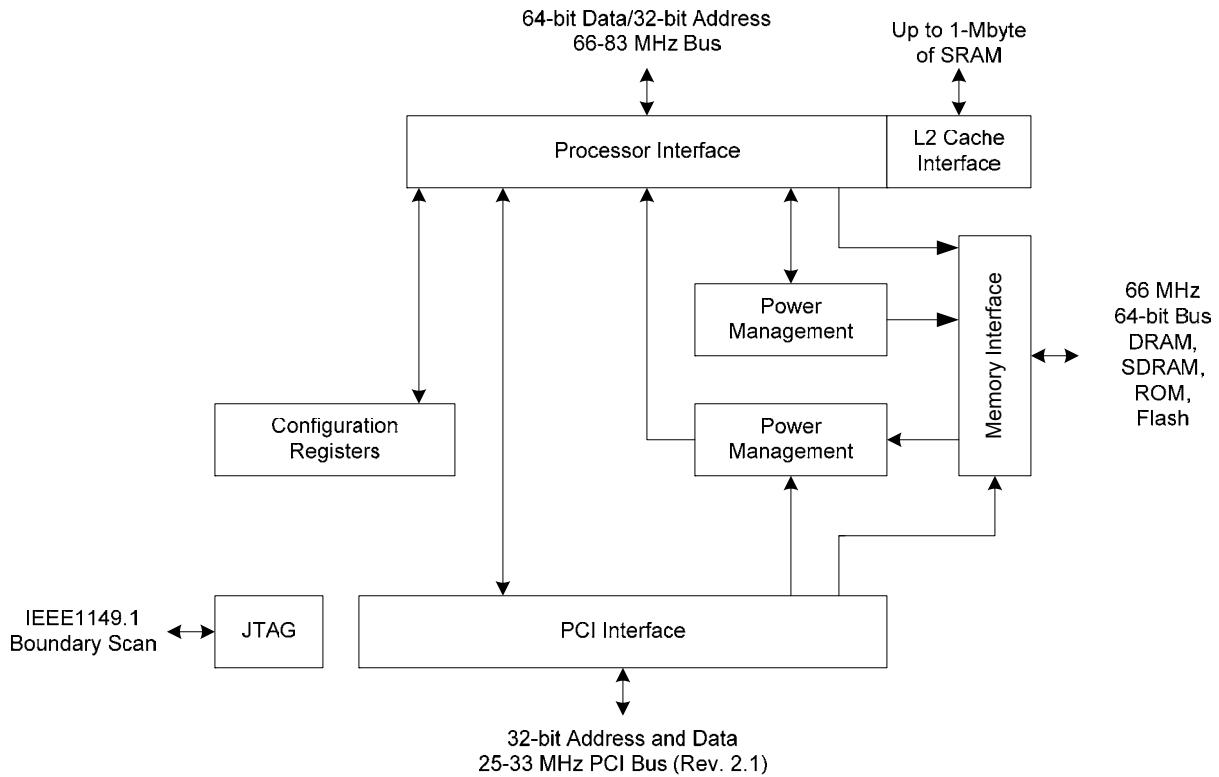 64-bit Data/32-bit Address
66-83 MHz Bus
Up to 1-Mbyte
of SRAM
Processor Interface
L2 Cache
Interface
Power
Management
Memory Interface
66 MHz
64-bit Bus
DRAM,
SDRAM,
ROM,
Flash
Configuration
Registers
Power
Management
IEEE1149.1
Boundary Scan
JTAG
PCI Interface
32-bit Address and Data
25-33 MHz PCI Bus (Rev. 2.1)